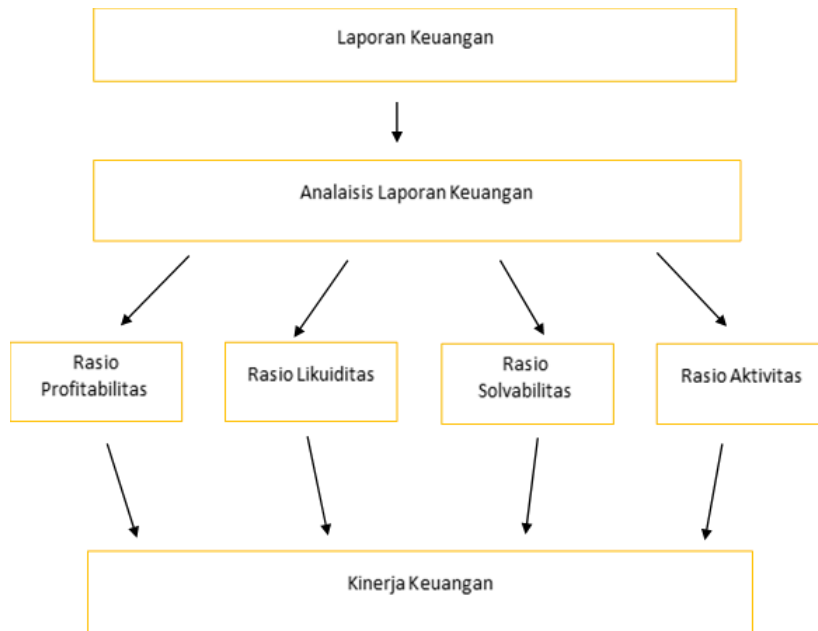 Laporan Keuangan
Analaisis Laporan Keuangan
Rasio
Profitabilitas
Rasio Likuiditas
Rasio
Solvabilitas
Rasio Aktivitas
Kinerja Keuangan